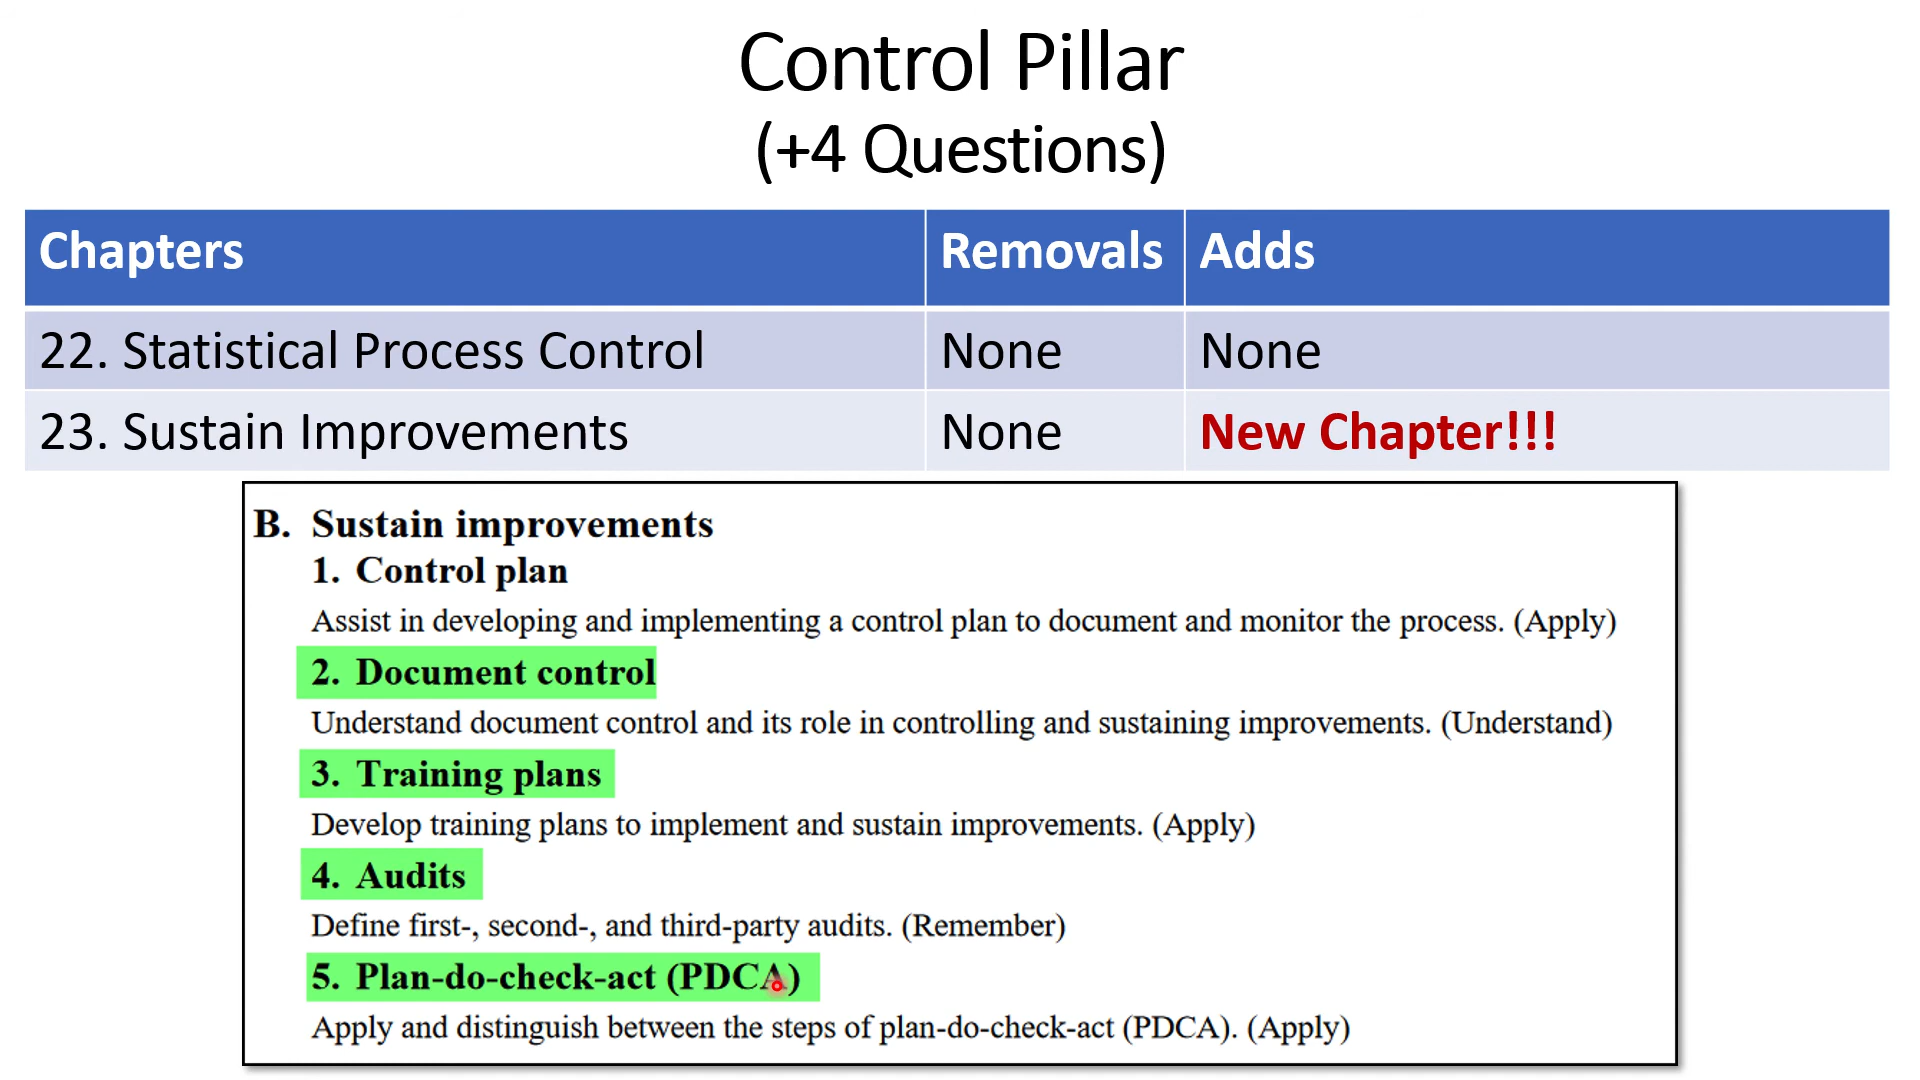 Control Pillar
(+4 Questions)
Chapters Removals Adds
22. Statistical Process Control None None
23. Sustain Improvements None New Chapter!!!
B. Sustain improvements
1. Control plan
Assist in developing and implementing a control plan to document and monitor the process. (Apply)
2. Document control
Understand document control and its role in controlling and sustaining improvements. (Understand)
3. Training plans
Develop training plans to implement and sustain improvements. (Apply)
4. Audits
Define first-, second-, and third-party audits. (Remember)
5. Plan-do-check-act (PDCA)
Apply and distinguish between the steps of plan-do-check-act (PDCA). (Apply)